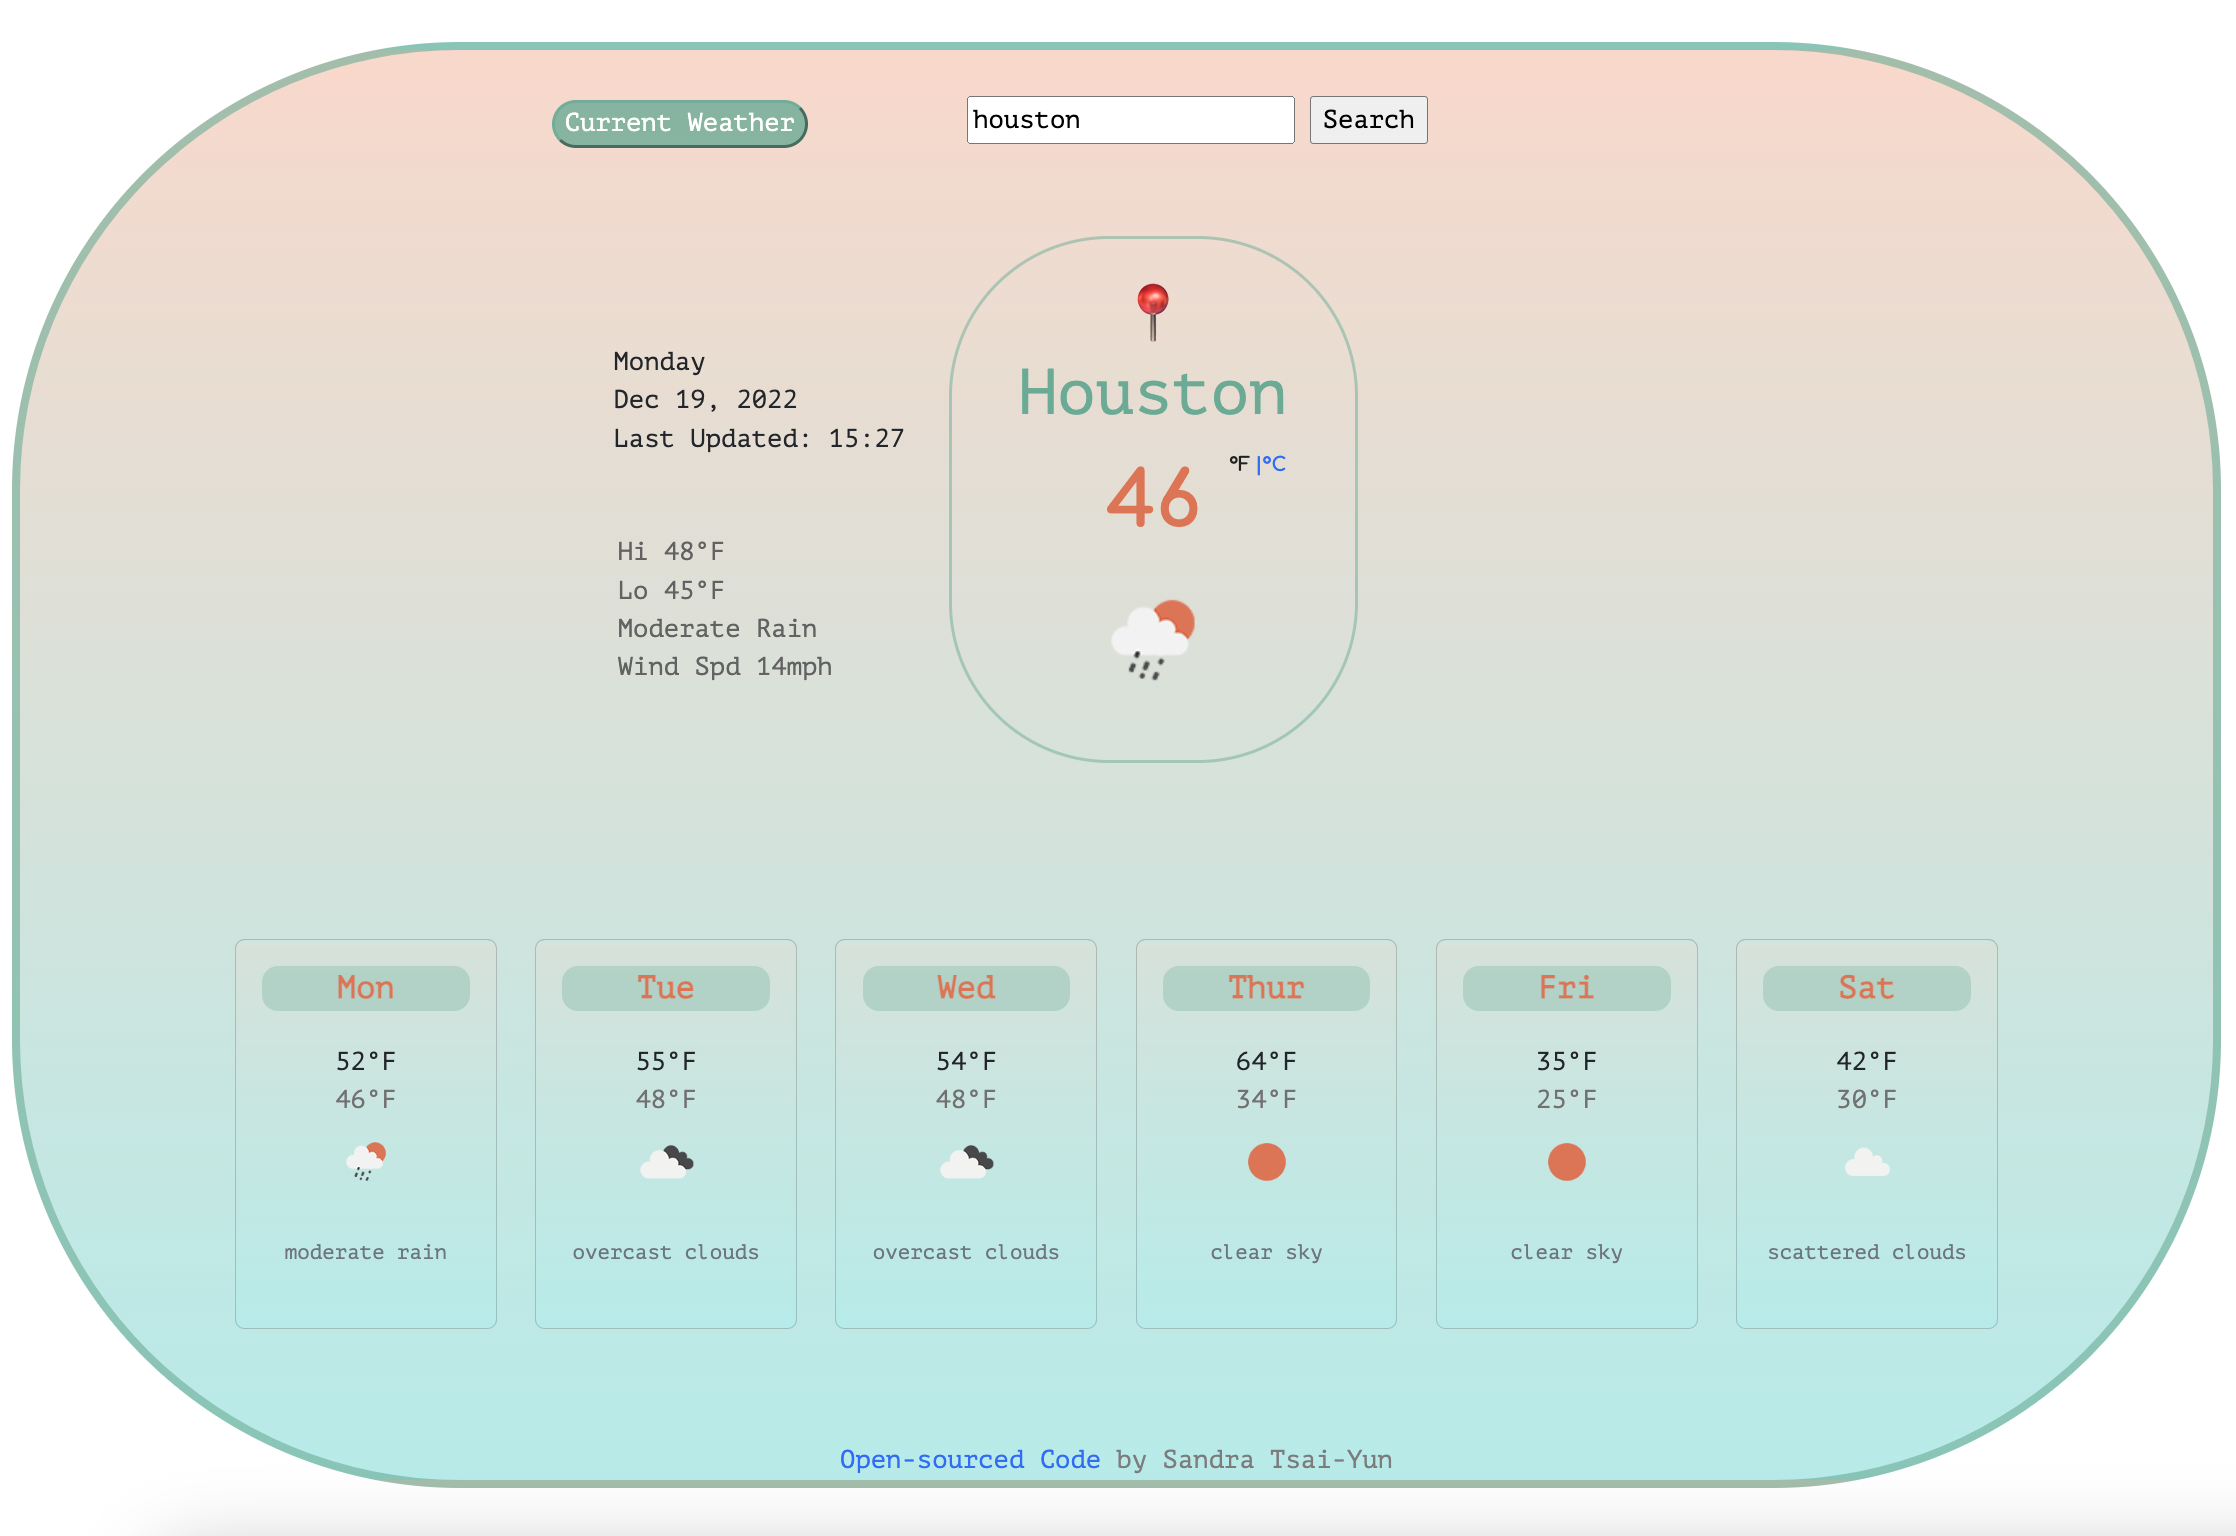 Current Weather
houston
Search
Monday
Dec 19, 2022
Last Updated: 15:27
Hi 48°F
Lo 45°F
Moderate Rain
Wind Spd 14mph
Houston
46 °F |°C
Mon
52°F
46°F
moderate rain
Tue
55°F
48°F
overcast clouds
Wed
54°F
48°F
overcast clouds
Thur
64°F
34°F
clear sky
Fri
35°F
25°F
clear sky
Sat
42°F
30°F
scattered clouds
Open-sourced Code by Sandra Tsai-Yun